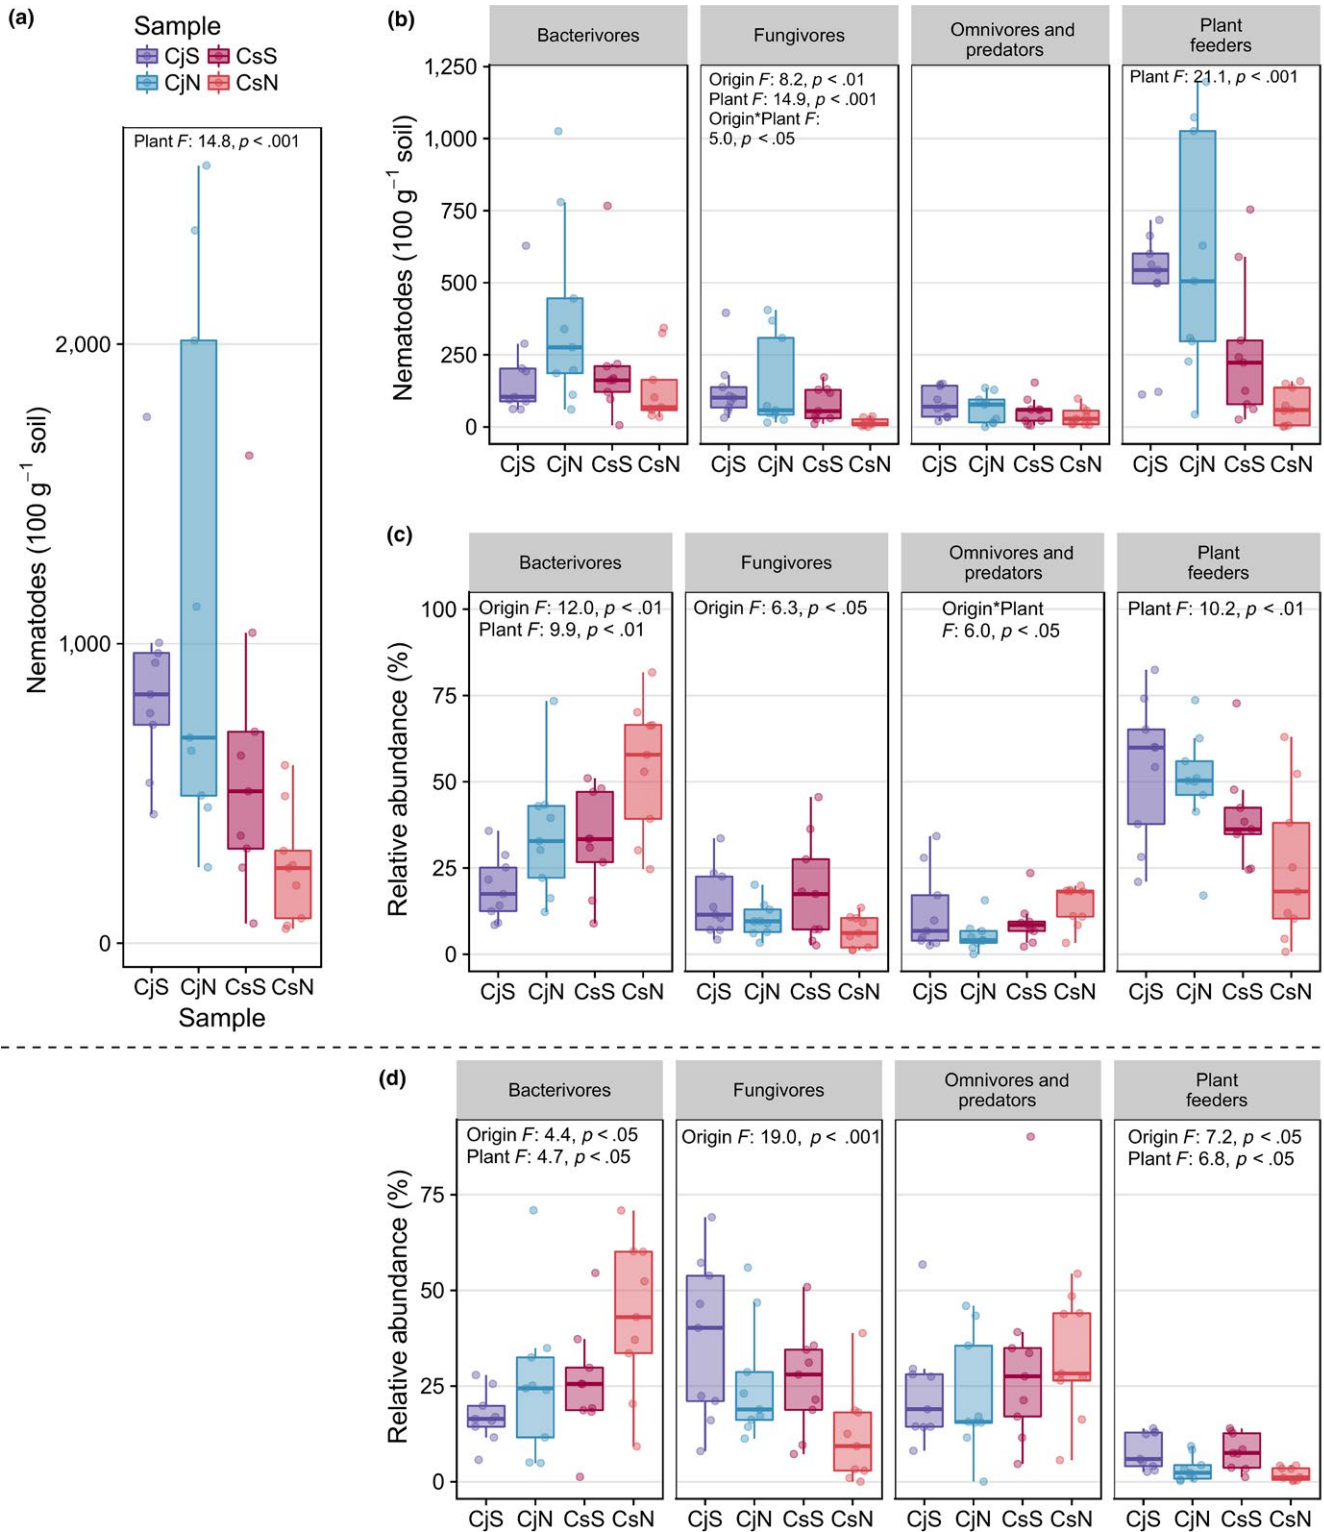 (a)
Sample
CjS CsS
CjN CsN
Plant F: 14.8, p < .001
Nematodes (100 g⁻¹ soil)
2,000
1,000
0
CjS CjN CsS CsN
Sample
(b)
Bacterivores
Fungivores
Omnivores and
predators
Plant
feeders
Origin F: 8.2, p < .01
Plant F: 14.9, p < .001
Origin*Plant F:
5.0, p < .05
Plant F: 21.1, p < .001
Nematodes (100 g⁻¹ soil)
1,250
1,000
750
500
250
0
CjS CjN CsS CsN
CjS CjN CsS CsN
CjS CjN CsS CsN
CjS CjN CsS CsN
(c)
Bacterivores
Fungivores
Omnivores and
predators
Plant
feeders
Origin F: 12.0, p < .01
Plant F: 9.9, p < .01
Origin F: 6.3, p < .05
Origin*Plant
F: 6.0, p < .05
Plant F: 10.2, p < .01
Relative abundance (%)
100
75
50
25
0
CjS CjN CsS CsN
CjS CjN CsS CsN
CjS CjN CsS CsN
CjS CjN CsS CsN
(d)
Bacterivores
Fungivores
Omnivores and
predators
Plant
feeders
Origin F: 4.4, p < .05
Plant F: 4.7, p < .05
Origin F: 19.0, p < .001
Origin F: 7.2, p < .05
Plant F: 6.8, p < .05
Relative abundance (%)
75
50
25
0
CjS CjN CsS CsN
CjS CjN CsS CsN
CjS CjN CsS CsN
CjS CjN CsS CsN